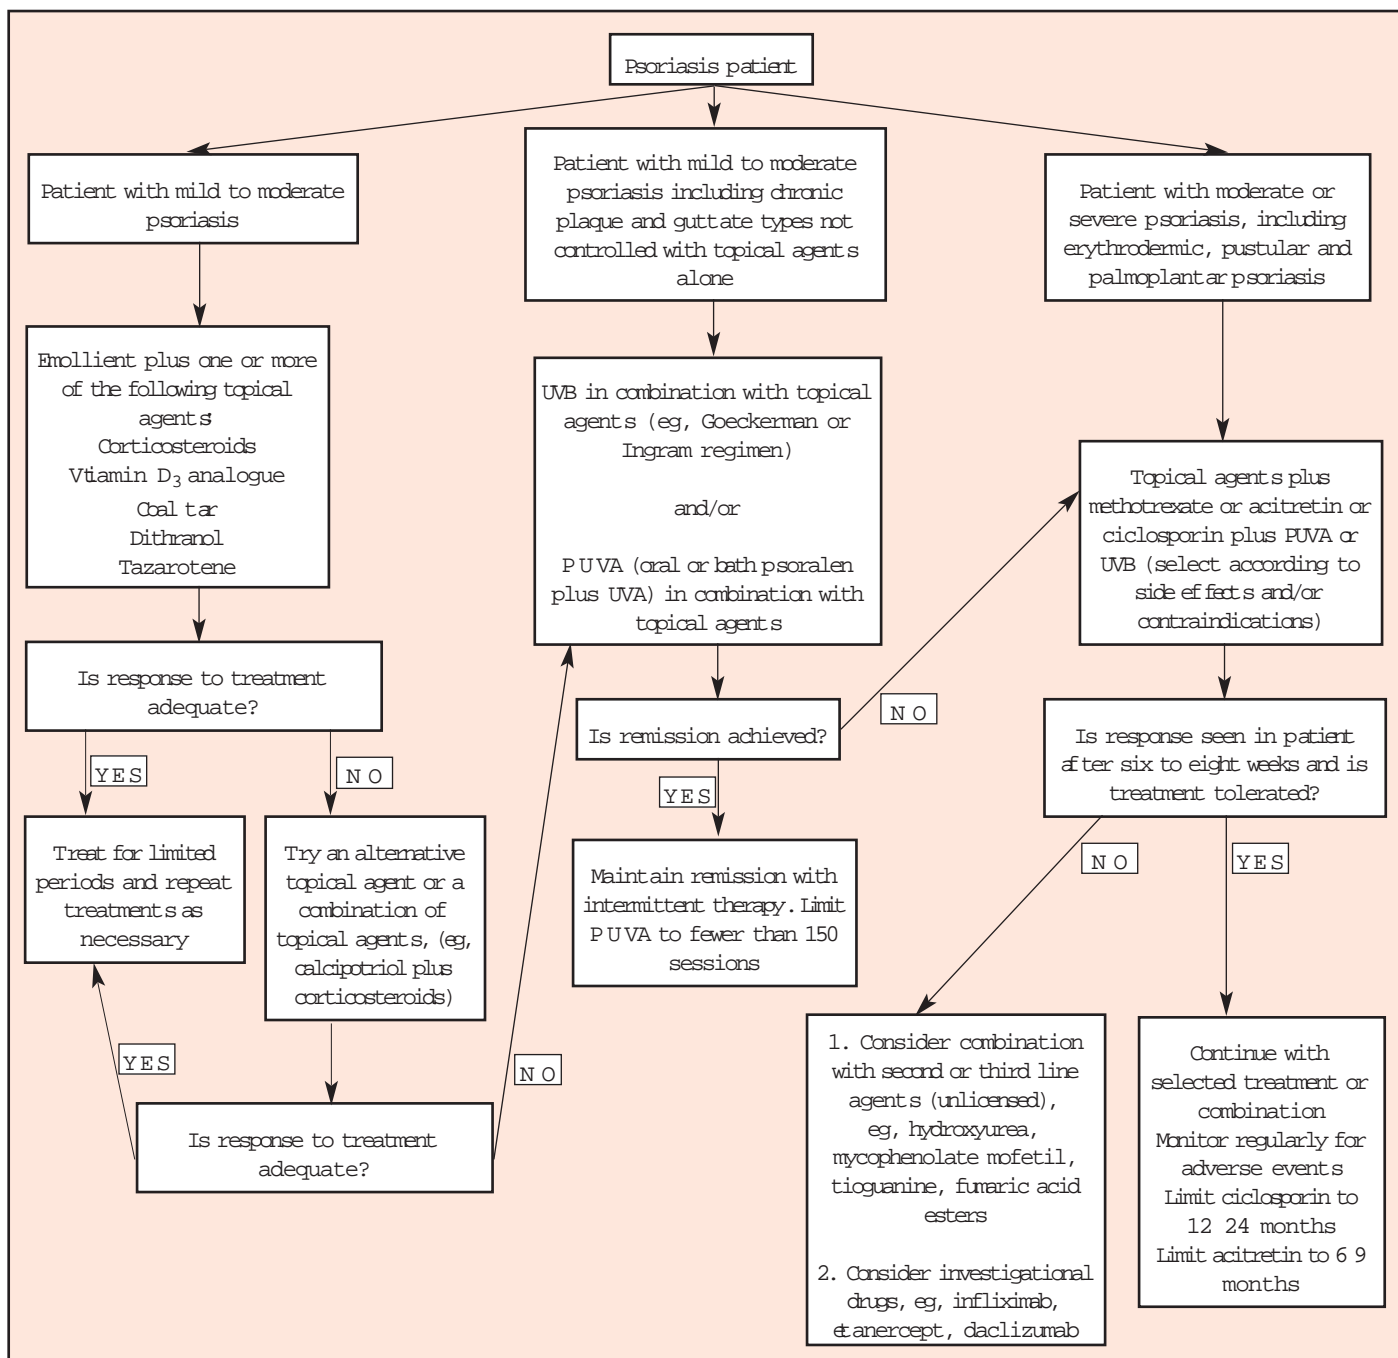 Psoriasis patient
Patient with mild to moderate
psoriasis
Patient with mild to moderate
psoriasis including chronic
plaque and guttate types not
controlled with topical agents
alone
Patient with moderate or
severe psoriasis, including
erythrodermic, pustular and
palmoplantar psoriasis
Emollient plus one or more
of the following topical
agents:
Corticosteroids
Vtiamin D3 analogue
Coal tar
Dithranol
Tazarotene
UVB in combination with topical
agents (eg, Goeckerman or
Ingram regimen)
and/or
PUVA (oral or bath psoralen
plus UVA) in combination with
topical agents
Topical agents plus
methotrexate or acitretin or
ciclosporin plus PUVA or
UVB (select according to
side effects and/or
contraindications)
Is response to treatment
adequate?
YES
NO
Is remission achieved?
NO
YES
Is response seen in patient
after six to eight weeks and is
treatment tolerated?
NO
YES
Treat for limited
periods and repeat
treatments as
necessary
Try an alternative
topical agent or a
combination of
topical agents, (eg,
calcipotriol plus
corticosteroids)
Maintain remission with
intermittent therapy. Limit
PUVA to fewer than 150
sessions
YES
NO
Is response to treatment
adequate?
1. Consider combination
with second or third line
agents (unlicensed),
eg, hydroxyurea,
mycophenolate mofetil,
tioguanine, fumaric acid
esters
2. Consider investigational
drugs, eg, infliximab,
etanercept, daclizumab
Continue with
selected treatment or
combination
Monitor regularly for
adverse events
Limit ciclosporin to
12 24 months
Limit acitretin to 6 9
months